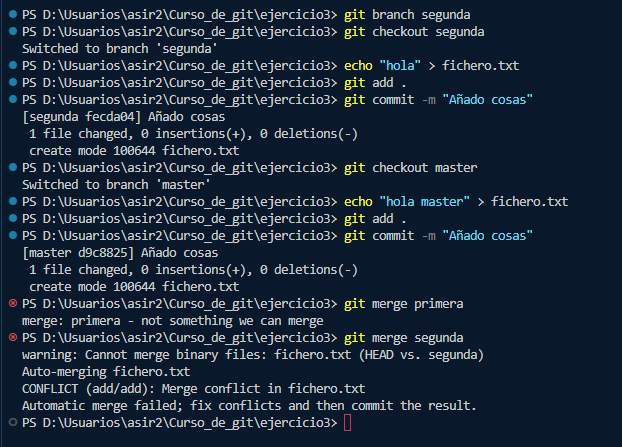 PS D:\Usuarios\asir2\Curso_de_git\ejercicio3> git branch segunda
PS D:\Usuarios\asir2\Curso_de_git\ejercicio3> git checkout segunda
Switched to branch 'segunda'
PS D:\Usuarios\asir2\Curso_de_git\ejercicio3> echo "hola" > fichero.txt
PS D:\Usuarios\asir2\Curso_de_git\ejercicio3> git add .
PS D:\Usuarios\asir2\Curso_de_git\ejercicio3> git commit -m "Añado cosas"
[segunda fecda04] Añado cosas
 1 file changed, 0 insertions(+), 0 deletions(-)
 create mode 100644 fichero.txt
PS D:\Usuarios\asir2\Curso_de_git\ejercicio3> git checkout master
Switched to branch 'master'
PS D:\Usuarios\asir2\Curso_de_git\ejercicio3> echo "hola master" > fichero.txt
PS D:\Usuarios\asir2\Curso_de_git\ejercicio3> git add .
PS D:\Usuarios\asir2\Curso_de_git\ejercicio3> git commit -m "Añado cosas"
[master d9c8825] Añado cosas
 1 file changed, 0 insertions(+), 0 deletions(-)
 create mode 100644 fichero.txt
PS D:\Usuarios\asir2\Curso_de_git\ejercicio3> git merge primera
merge: primera - not something we can merge
PS D:\Usuarios\asir2\Curso_de_git\ejercicio3> git merge segunda
warning: Cannot merge binary files: fichero.txt (HEAD vs. segunda)
Auto-merging fichero.txt
CONFLICT (add/add): Merge conflict in fichero.txt
Automatic merge failed; fix conflicts and then commit the result.
PS D:\Usuarios\asir2\Curso_de_git\ejercicio3>